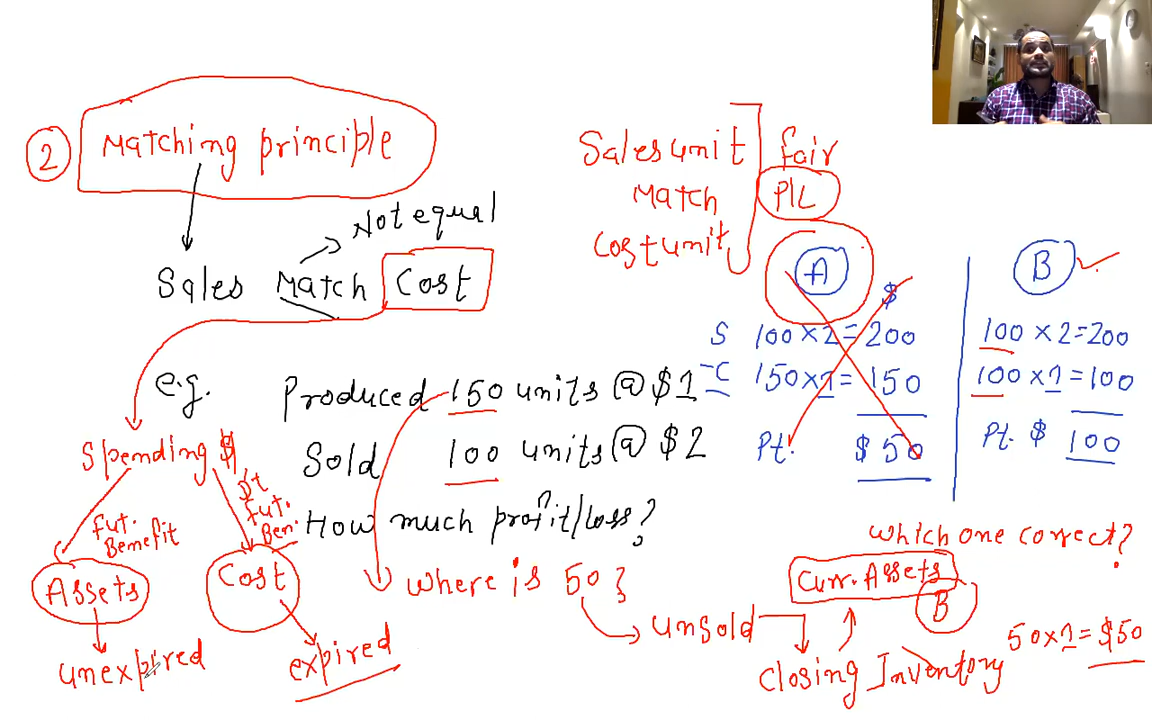 2 Matching principle
Not equal
Sales Match Cost
e.g.
Produced 150 units @ $1
Sold 100 units @ $2
How much profit/loss?
Where is 50?
Unsold
Closing Inventory
Curr. Assets
B
50 x 1 = $50
Spending $
fut. Benefit
fut. Ben.
Assets
Cost
unexpired
expired
Sales unit
Match
Cost unit
fair
P/L
A
$
S 100 x 2 = 200
-C 150 x 1 = 150
Pt. $ 50
B
100 x 2 = 200
100 x 1 = 100
Pt. $ 100
Which one correct?